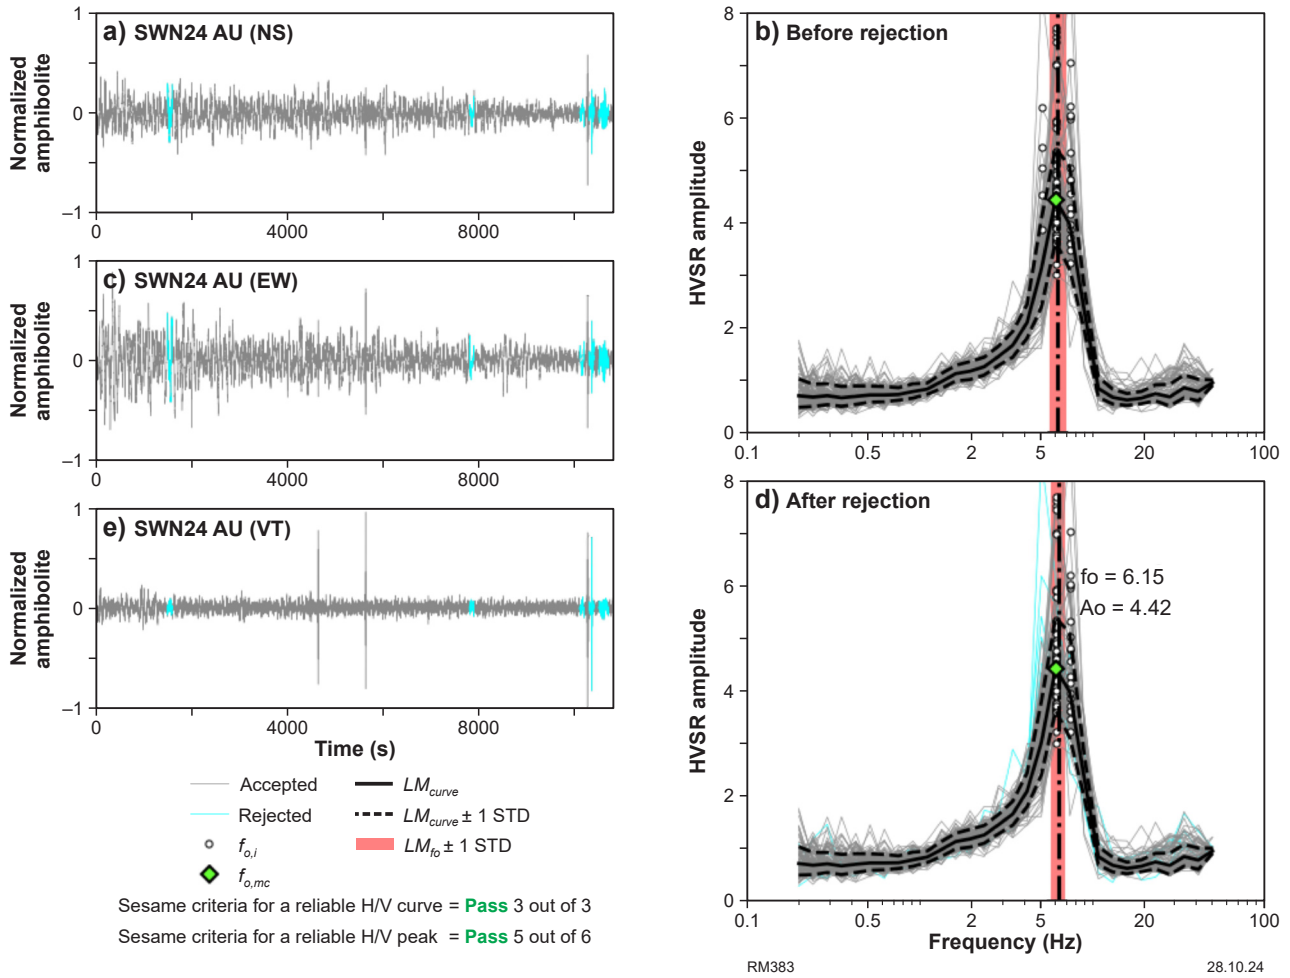 a) SWN24 AU (NS)
Normalized
amphibolite
1
0
–1
0
4000
8000
c) SWN24 AU (EW)
Normalized
amphibolite
1
0
–1
0
4000
8000
e) SWN24 AU (VT)
Normalized
amphibolite
1
0
–1
0
4000
8000
Time (s)
b) Before rejection
HVSR amplitude
8
6
4
2
0
0.1
0.5
2
5
20
100
d) After rejection
fo = 6.15
Ao = 4.42
HVSR amplitude
8
6
4
2
0
0.1
0.5
2
5
20
100
Frequency (Hz)
Accepted
Rejected
fo,i
fo,mc
LMcurve
LMcurve ± 1 STD
LMfo ± 1 STD
Sesame criteria for a reliable H/V curve = Pass 3 out of 3
Sesame criteria for a reliable H/V peak = Pass 5 out of 6
RM383
28.10.24